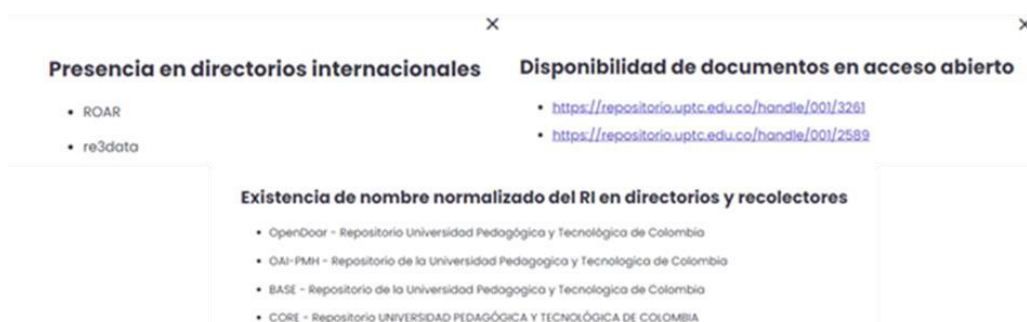 Presencia en directorios internacionales
• ROAR
• re3data
Disponibilidad de documentos en acceso abierto
• https://repositorio.uptc.edu.co/handle/001/3261
• https://repositorio.uptc.edu.co/handle/001/2589
Existencia de nombre normalizado del RI en directorios y recolectores
• OpenDoar - Repositorio Universidad Pedagógica y Tecnológica de Colombia
• OAI-PMH - Repositorio de la Universidad Pedagogica y Tecnologica de Colombia
• BASE - Repositorio de la Universidad Pedagogica y Tecnologica de Colombia
• CORE - Repositorio UNIVERSIDAD PEDAGÓGICA Y TECNOLÓGICA DE COLOMBIA